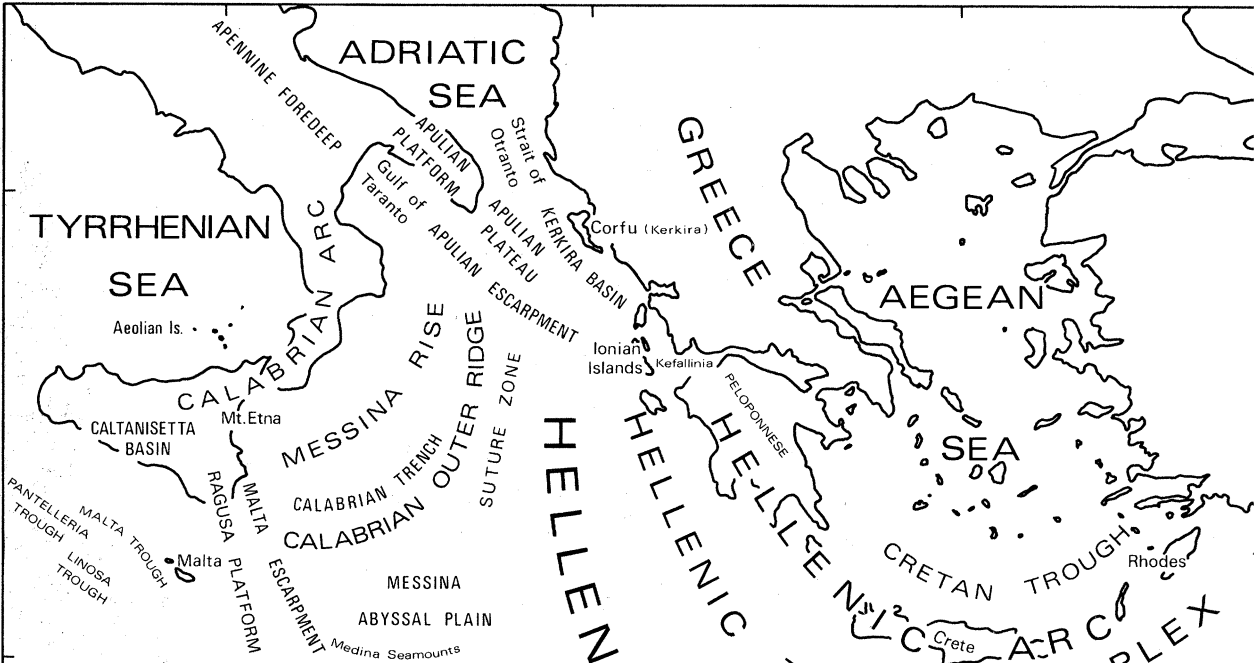 ADRIATIC
SEA
APENNINE FOREDEEP
APULIAN
PLATFORM
Strait of
Otranto
GREECE
Gulf of
Taranto
TYRRHENIAN
SEA
Aeolian Is.
CALABRIAN ARC
APULIAN
PLATEAU
KERKIRA BASIN
Corfu (Kerkira)
APULIAN ESCARPMENT
AEGEAN
SEA
Ionian
Islands
Kefallinia
PELOPONNESE
MESSINA RISE
CALABRIAN TRENCH
CALABRIAN OUTER RIDGE
SUTURE ZONE
Mt. Etna
CALTANISETTA
BASIN
PANTELLERIA
TROUGH
MALTA TROUGH
LINOSA
TROUGH
Malta
RAGUSA PLATFORM
MALTA ESCARPMENT
MESSINA
ABYSSAL PLAIN
Medina Seamounts
HELLEN
HELLENIC
HELLENIC ARC
CRETAN TROUGH
Rhodes
Crete
PLEX